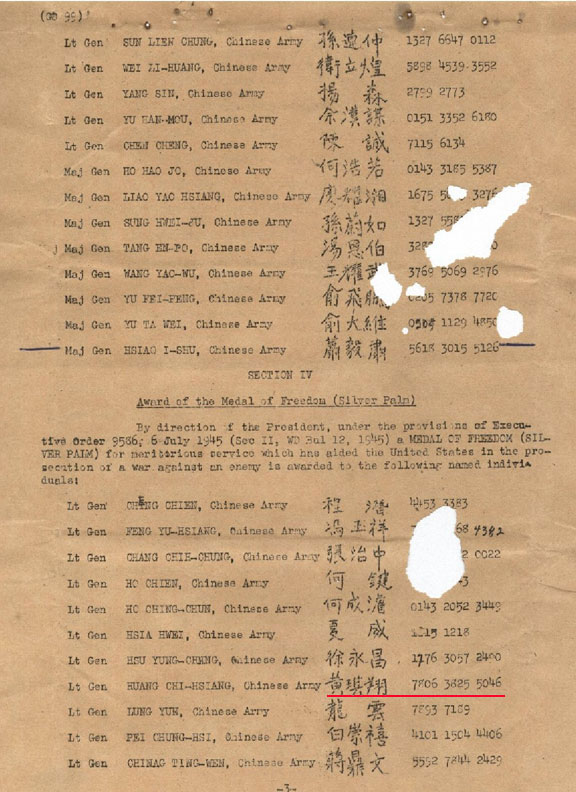 (GO 99)
Lt Gen SUN LIEN CHUNG, Chinese Army 孫連仲 1327 6647 0112
Lt Gen WEI LI-HUANG, Chinese Army 衛立煌 5898 4539 3552
Lt Gen YANG SIN, Chinese Army 楊森 2799 2773
Lt Gen YU HAN-MOU, Chinese Army 余漢謀 0151 3352 6180
Lt Gen CHEN CHENG, Chinese Army 陳誠 7115 6134
Maj Gen HO HAO JO, Chinese Army 何浩若 0143 3185 5387
Maj Gen LIAO YAO HSIANG, Chinese Army 廖耀湘 1675 3276
Maj Gen SUNG HWEI-ZU, Chinese Army 孫蔚如 1327
Maj Gen TANG EN-PO, Chinese Army 湯恩伯
Maj Gen WANG YAO-WU, Chinese Army 王耀武 3769 5069 2976
Maj Gen YU FEI-FENG, Chinese Army 俞飛鵬 7378 7720
Maj Gen YU TA WEI, Chinese Army 俞大維 1129 4850
Maj Gen HSIAO I-SHU, Chinese Army 蕭毅肅 5618 3015 5126
SECTION IV
Award of the Medal of Freedom (Silver Palm)
By direction of the President, under the provisions of Execu-
tive Order 9586, 6 July 1945 (Sec II, WD Bul 12, 1945) a MEDAL OF FREEDOM (SIL-
VER PALM) for meritorious service which has aided the United States in the pro-
secution of a war against an enemy is awarded to the following named indivi-
duals:
Lt Gen CHENG CHIEN, Chinese Army 程潛 4453 3383
Lt Gen FENG YU-HSIANG, Chinese Army 馮玉祥 4382
Lt Gen CHANG CHIH-CHUNG, Chinese Army 張治中 0022
Lt Gen HO CHIEN, Chinese Army 何鍵
Lt Gen HO CHING-CHUN, Chinese Army 何成濬 0143 2052 3449
Lt Gen HSIA HWEI, Chinese Army 夏威 1115 1218
Lt Gen HSU YUNG-CHENG, Chinese Army 徐永昌 1776 3057 2490
Lt Gen HUANG CHI-HSIANG, Chinese Army 黃琪翔 7806 3825 5046
Lt Gen LUNG YUN, Chinese Army 龍雲 7893 7189
Lt Gen PEI CHUNG-HSI, Chinese Army 白崇禧 4101 1504 4406
Lt Gen CHINAG TING-WEN, Chinese Army 蔣鼎文 5592 7844 2429
-3-